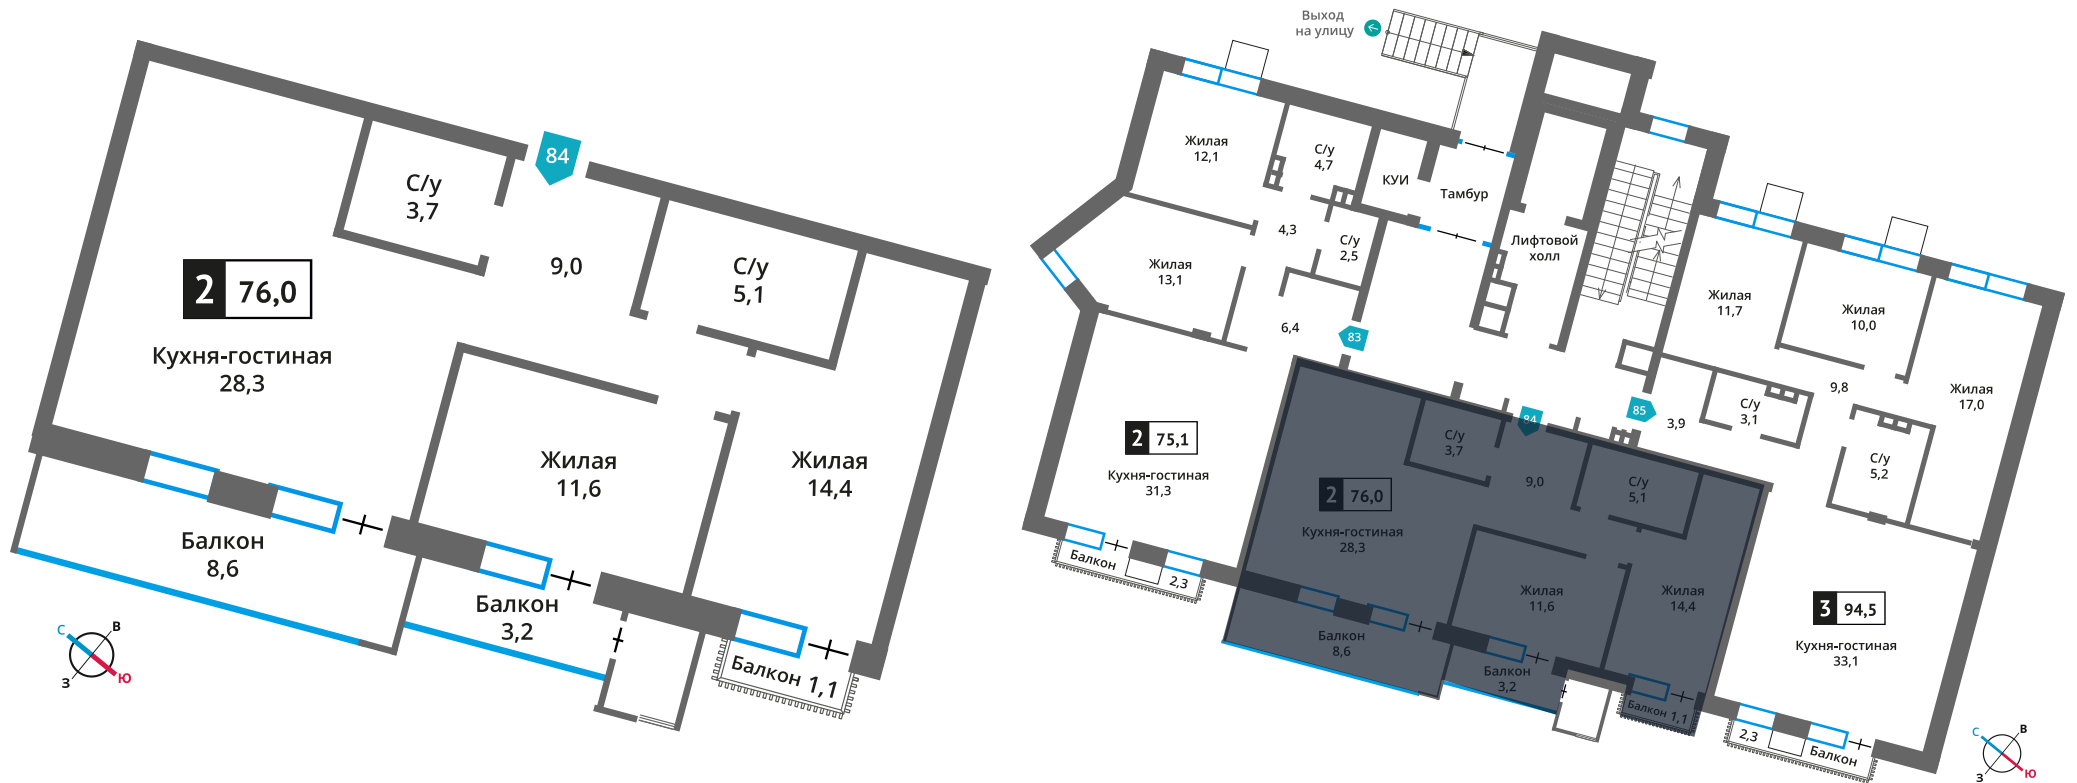 84
С/у
3,7
9,0
С/у
5,1
2 76,0
Кухня-гостиная
28,3
Жилая
11,6
Жилая
14,4
Балкон
8,6
Балкон
3,2
Балкон 1,1
С
В
З
Ю
Выход
на улицу
Жилая
12,1
С/у
4,7
КУИ
Тамбур
4,3
С/у
2,5
Лифтовой
холл
Жилая
13,1
6,4
83
Жилая
11,7
Жилая
10,0
Жилая
17,0
9,8
85
3,9
С/у
3,1
С/у
5,2
2 75,1
Кухня-гостиная
31,3
Балкон
2,3
84
С/у
3,7
9,0
С/у
5,1
2 76,0
Кухня-гостиная
28,3
Жилая
11,6
Жилая
14,4
Балкон
8,6
Балкон
3,2
Балкон 1,1
3 94,5
Кухня-гостиная
33,1
2,3
Балкон
С
В
З
Ю